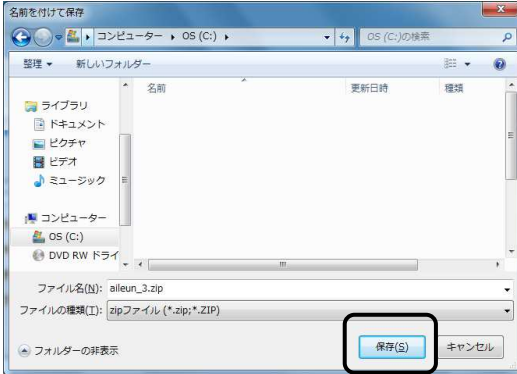 名前を付けて保存
コンピューター ▸ OS (C:) ▸
OS (C:)の検索
整理 新しいフォルダー
名前 更新日時 種類
ライブラリ
ドキュメント
ピクチャ
ビデオ
ミュージック
コンピューター
OS (C:)
DVD RW ドライ
ファイル名(N): aileun_3.zip
ファイルの種類(T): zipファイル (*.zip;*.ZIP)
フォルダーの非表示 保存(S) キャンセル